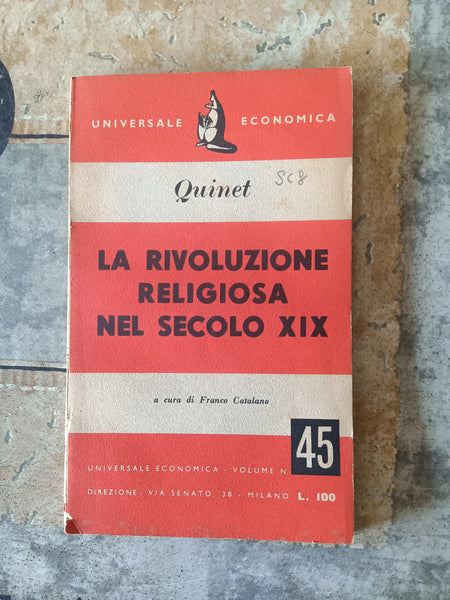 UNIVERSALE ECONOMICA
Quinet
LA RIVOLUZIONE
RELIGIOSA
NEL SECOLO XIX
a cura di Franco Catalano
UNIVERSALE ECONOMICA - VOLUME N. 45
DIREZIONE: VIA SENATO, 38 - MILANO L. 100